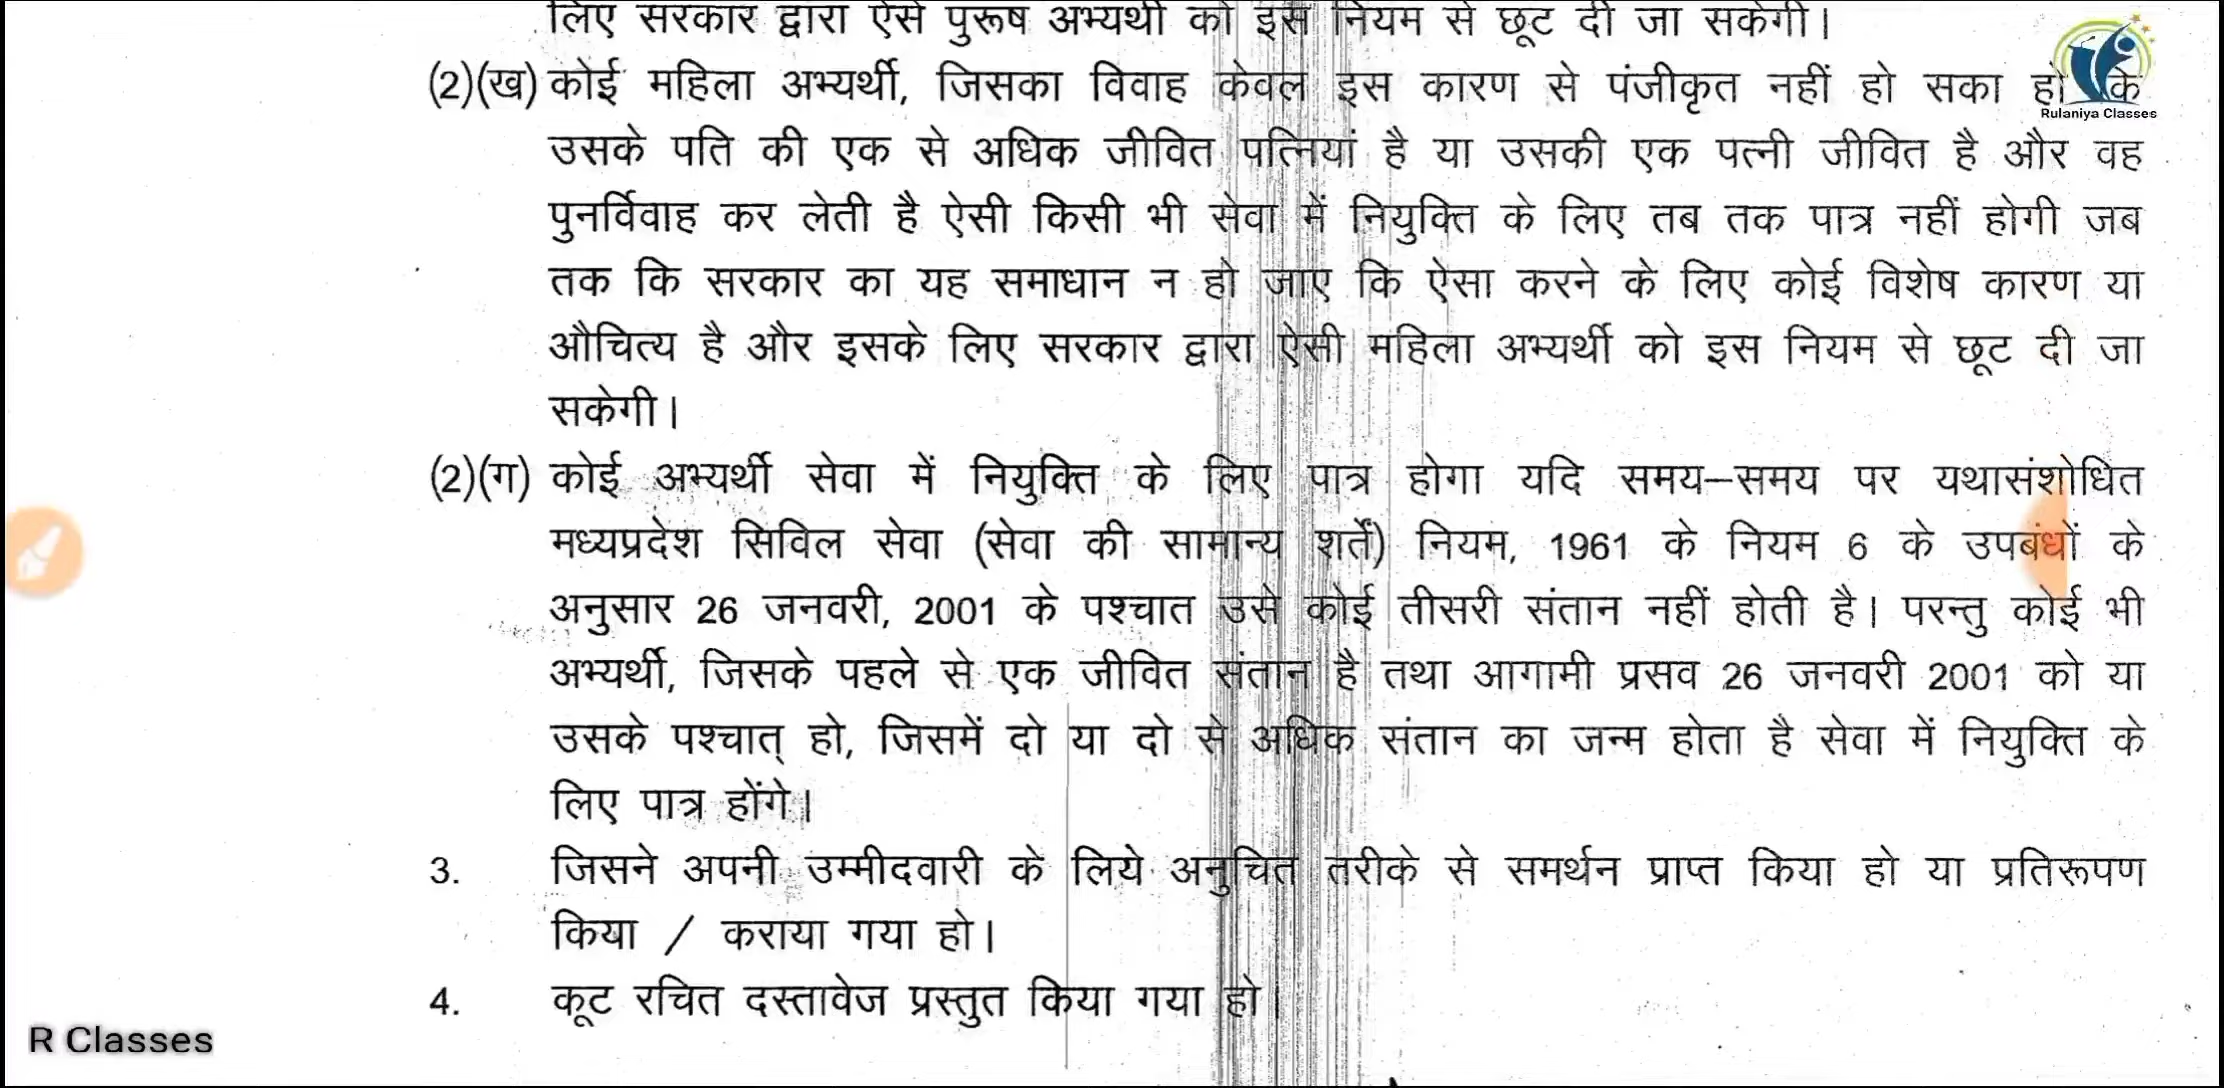 लिए सरकार द्वारा ऐसे पुरूष अभ्यर्थी को इस नियम से छूट दी जा सकेगी।
(2)(ख) कोई महिला अभ्यर्थी, जिसका विवाह केवल इस कारण से पंजीकृत नहीं हो सका हो कि
Rulaniya Classes
उसके पति की एक से अधिक जीवित पत्नियां है या उसकी एक पत्नी जीवित है और वह
पुनर्विवाह कर लेती है ऐसी किसी भी सेवा में नियुक्ति के लिए तब तक पात्र नहीं होगी जब
तक कि सरकार का यह समाधान न हो जाए कि ऐसा करने के लिए कोई विशेष कारण या
औचित्य है और इसके लिए सरकार द्वारा ऐसी महिला अभ्यर्थी को इस नियम से छूट दी जा
सकेगी।
(2)(ग) कोई अभ्यर्थी सेवा में नियुक्ति के लिए पात्र होगा यदि समय–समय पर यथासंशोधित
मध्यप्रदेश सिविल सेवा (सेवा की सामान्य शर्तें) नियम, 1961 के नियम 6 के उपबंधों के
अनुसार 26 जनवरी, 2001 के पश्चात उसे कोई तीसरी संतान नहीं होती है। परन्तु कोई भी
अभ्यर्थी, जिसके पहले से एक जीवित संतान है तथा आगामी प्रसव 26 जनवरी 2001 को या
उसके पश्चात् हो, जिसमें दो या दो से अधिक संतान का जन्म होता है सेवा में नियुक्ति के
लिए पात्र होंगे।
3. जिसने अपनी उम्मीदवारी के लिये अनुचित तरीके से समर्थन प्राप्त किया हो या प्रतिरूपण
किया / कराया गया हो।
4. कूट रचित दस्तावेज प्रस्तुत किया गया हो।
R Classes